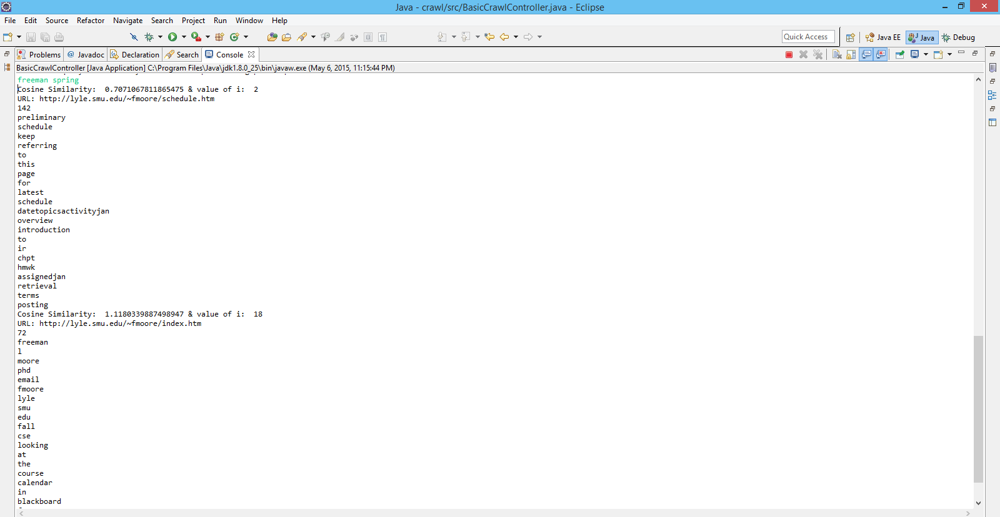 Java - crawl/src/BasicCrawlController.java - Eclipse
File Edit Source Refactor Navigate Search Project Run Window Help
Quick Access Java EE Java Debug
Problems @ Javadoc Declaration Search Console
BasicCrawlController [Java Application] C:\Program Files\Java\jdk1.8.0_25\bin\javaw.exe (May 6, 2015, 11:15:44 PM)
freeman spring
Cosine Similarity:  0.7071067811865475 & value of i:  2
URL: http://lyle.smu.edu/~fmoore/schedule.htm
142
preliminary
schedule
keep
referring
to
this
page
for
latest
schedule
datetopicsactivityjan
overview
introduction
to
ir
chpt
hmwk
assignedjan
retrieval
terms
posting
Cosine Similarity:  1.1180339887498947 & value of i:  18
URL: http://lyle.smu.edu/~fmoore/index.htm
72
freeman
l
moore
phd
email
fmoore
lyle
smu
edu
fall
cse
looking
at
the
course
calendar
in
blackboard